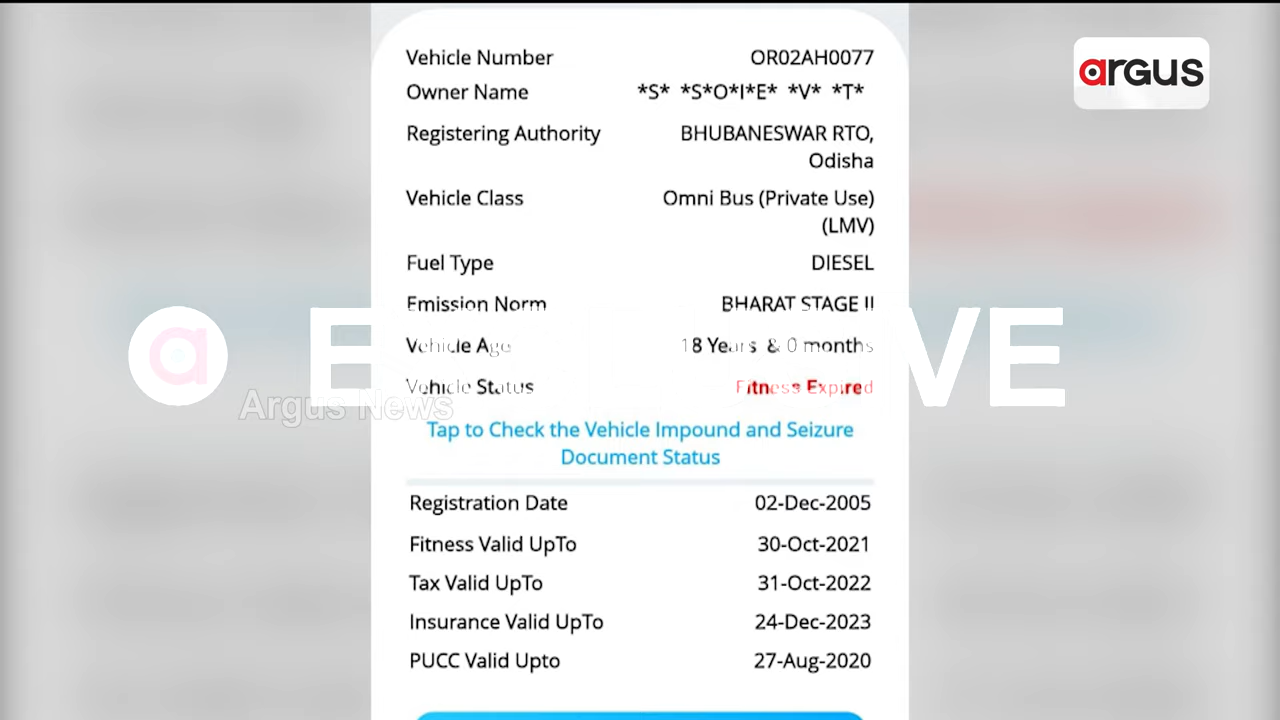 Vehicle Number OR02AH0077
argus
Owner Name *S* *S*O*I*E* *V* *T*
Registering Authority BHUBANESWAR RTO,
Odisha
Vehicle Class Omni Bus (Private Use)
(LMV)
Fuel Type DIESEL
Emission Norm BHARAT STAGE II
Vehicle Age 18 Years & 0 months
EXCLUSIVE
Vehicle Status Fitness Expired
Argus News
Tap to Check the Vehicle Impound and Seizure
Document Status
Registration Date 02-Dec-2005
Fitness Valid UpTo 30-Oct-2021
Tax Valid UpTo 31-Oct-2022
Insurance Valid UpTo 24-Dec-2023
PUCC Valid Upto 27-Aug-2020